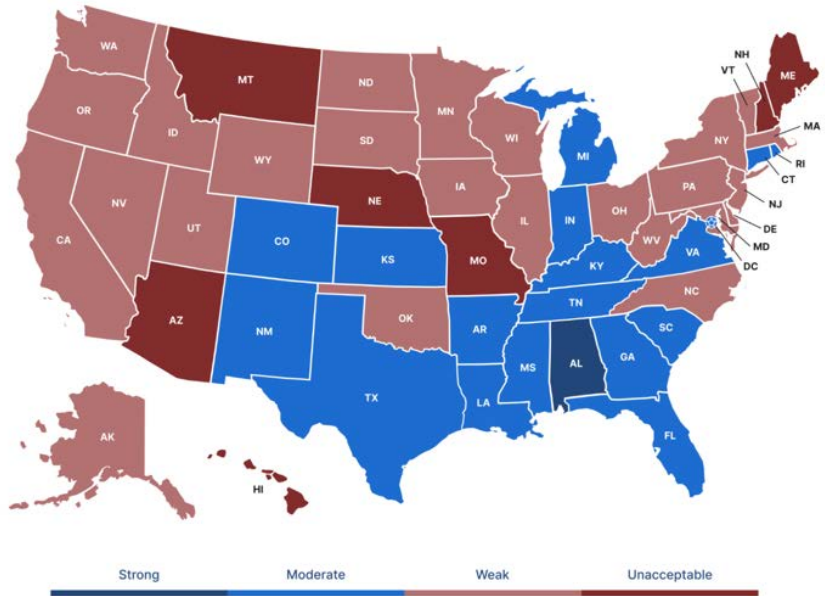 WA
MT
ND
MN
OR
ID
SD
WI
WY
MI
NY
VT
NH
ME
MA
RI
CT
NV
UT
CA
NE
IA
IL
IN
OH
PA
NJ
DE
MD
DC
CO
KS
MO
KY
WV
VA
AZ
NM
OK
AR
TN
NC
SC
TX
LA
MS
AL
GA
FL
AK
HI
Strong
Moderate
Weak
Unacceptable